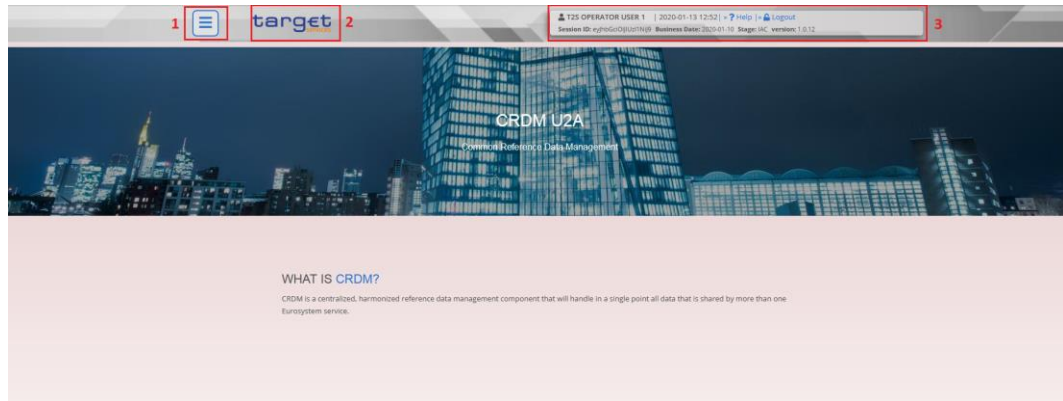 1
target
services
2
T2S OPERATOR USER 1 | 2020-01-13 12:52| » ? Help |» Logout
Business Date: 2020-01-10 Stage: IAC version: 1.0.12
Session ID:
3
CRDM U2A
Common Reference Data Management
WHAT IS CRDM?
CRDM is a centralized, harmonized reference data management component that will handle in a single point all data that is shared by more than one
Eurosystem service.